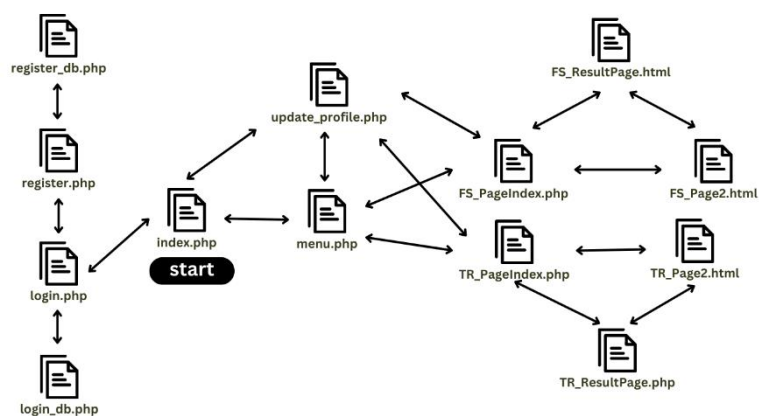 register_db.php
FS_ResultPage.html
update_profile.php
register.php
FS_PageIndex.php
FS_Page2.html
index.php
menu.php
start
TR_PageIndex.php
TR_Page2.html
login.php
TR_ResultPage.php
login_db.php